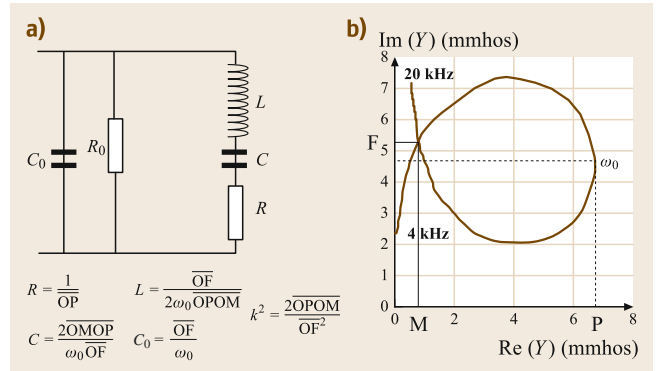 a)
C₀
R₀
L
C
R
R = 1/OP
L = OF/2ω₀OPOM
k² = 2OPOM/OF²
C = 2OMOP/ω₀OF
C₀ = OF/ω₀
b)
Im (Y) (mmhos)
8
20 kHz
7
6
F
5
ω₀
4
3
4 kHz
2
1
0
0 M 2 4 6 P 8
Re (Y) (mmhos)